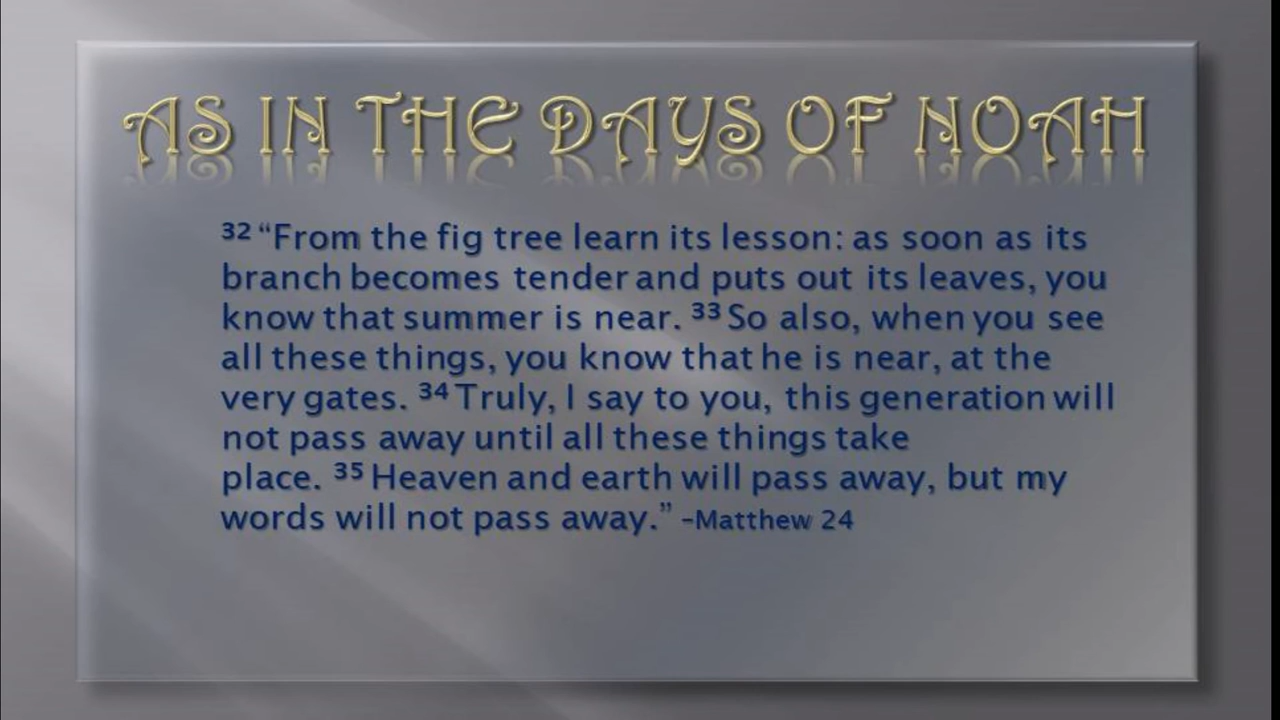 AS IN THE DAYS OF NOAH
³² “From the fig tree learn its lesson: as soon as its
branch becomes tender and puts out its leaves, you
know that summer is near. ³³ So also, when you see
all these things, you know that he is near, at the
very gates. ³⁴ Truly, I say to you, this generation will
not pass away until all these things take
place. ³⁵ Heaven and earth will pass away, but my
words will not pass away.” –Matthew 24